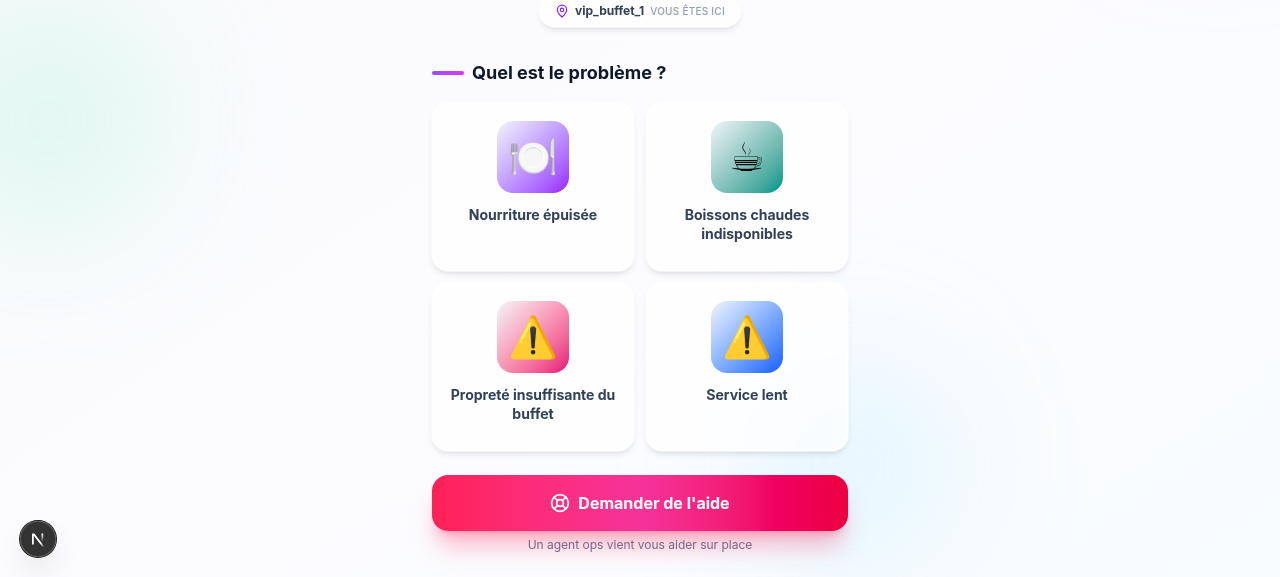 vip_buffet_1 VOUS ÊTES ICI
Quel est le problème ?
Nourriture épuisée
Boissons chaudes
indisponibles
Propreté insuffisante du
buffet
Service lent
Demander de l'aide
Un agent ops vient vous aider sur place
N